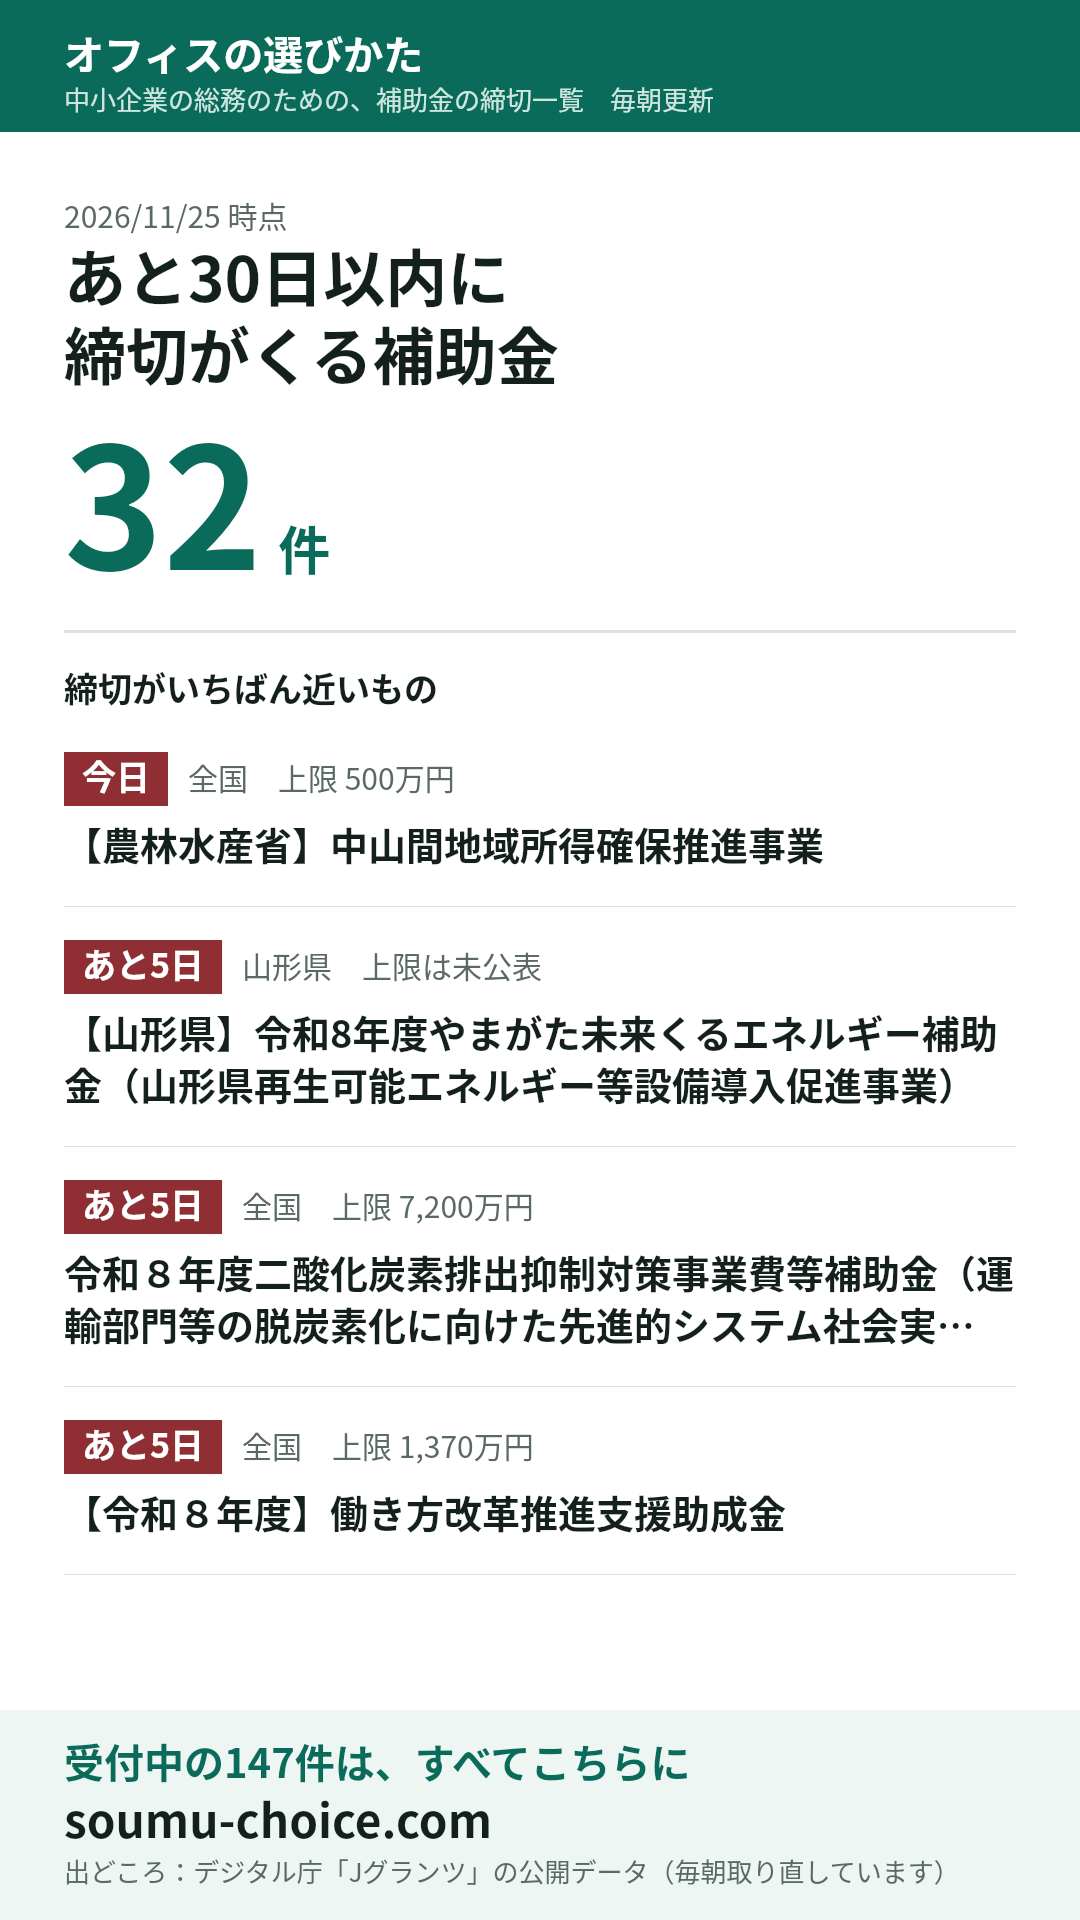 オフィスの選びかた
中小企業の総務のための、補助金の締切一覧　毎朝更新
2026/11/25 時点
あと30日以内に
締切がくる補助金
32 件
締切がいちばん近いもの
今日 全国　上限 500万円
【農林水産省】中山間地域所得確保推進事業
あと5日 山形県　上限は未公表
【山形県】令和8年度やまがた未来くるエネルギー補助
金（山形県再生可能エネルギー等設備導入促進事業）
あと5日 全国　上限 7,200万円
令和８年度二酸化炭素排出抑制対策事業費等補助金（運
輸部門等の脱炭素化に向けた先進的システム社会実…
あと5日 全国　上限 1,370万円
【令和８年度】働き方改革推進支援助成金
受付中の147件は、すべてこちらに
soumu-choice.com
出どころ：デジタル庁「Jグランツ」の公開データ（毎朝取り直しています）